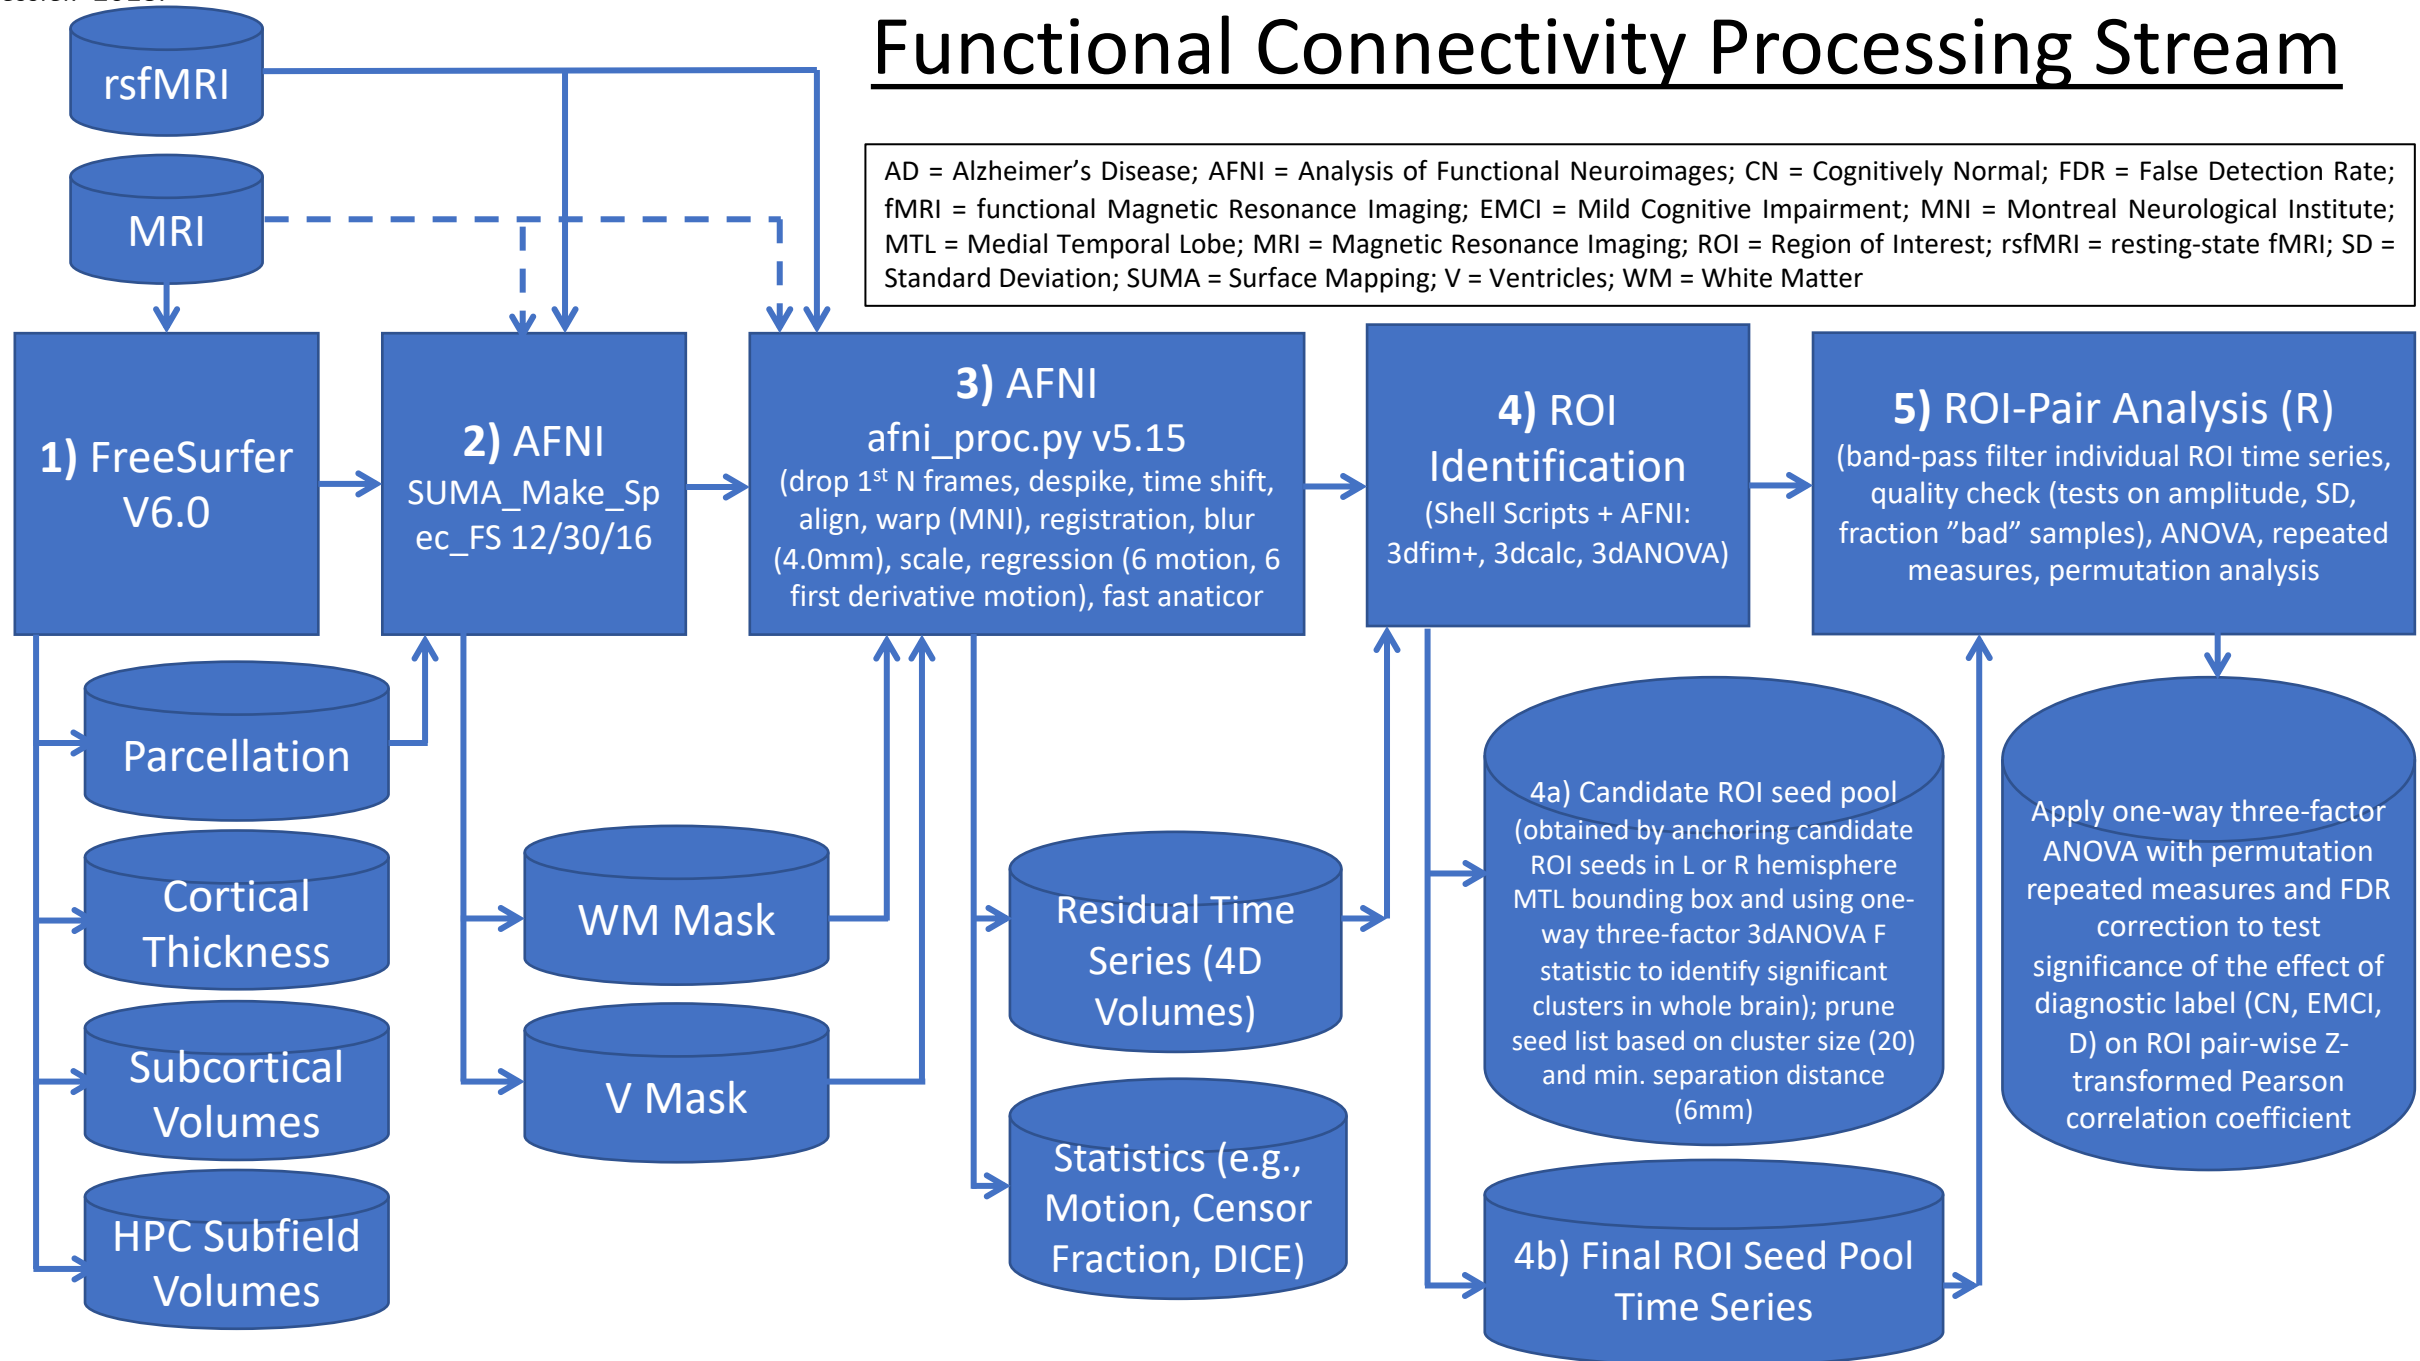 Functional Connectivity Processing Stream
rsfMRI
MRI
AD = Alzheimer's Disease; AFNI = Analysis of Functional Neuroimages; CN = Cognitively Normal; FDR = False Detection Rate;
fMRI = functional Magnetic Resonance Imaging; EMCI = Mild Cognitive Impairment; MNI = Montreal Neurological Institute;
MTL = Medial Temporal Lobe; MRI = Magnetic Resonance Imaging; ROI = Region of Interest; rsfMRI = resting-state fMRI; SD =
Standard Deviation; SUMA = Surface Mapping; V = Ventricles; WM = White Matter
1) FreeSurfer
V6.0
2) AFNI
SUMA_Make_Sp
ec_FS 12/30/16
3) AFNI
afni_proc.py v5.15
(drop 1st N frames, despike, time shift,
align, warp (MNI), registration, blur
(4.0mm), scale, regression (6 motion, 6
first derivative motion), fast anaticor
4) ROI
Identification
(Shell Scripts + AFNI:
3dfim+, 3dcalc, 3dANOVA)
5) ROI-Pair Analysis (R)
(band-pass filter individual ROI time series,
quality check (tests on amplitude, SD,
fraction ”bad” samples), ANOVA, repeated
measures, permutation analysis
Parcellation
Cortical
Thickness
Subcortical
Volumes
HPC Subfield
Volumes
WM Mask
V Mask
Residual Time
Series (4D
Volumes)
Statistics (e.g.,
Motion, Censor
Fraction, DICE)
4a) Candidate ROI seed pool
(obtained by anchoring candidate
ROI seeds in L or R hemisphere
MTL bounding box and using one-
way three-factor 3dANOVA F
statistic to identify significant
clusters in whole brain); prune
seed list based on cluster size (20)
and min. separation distance
(6mm)
4b) Final ROI Seed Pool
Time Series
Apply one-way three-factor
ANOVA with permutation
repeated measures and FDR
correction to test
significance of the effect of
diagnostic label (CN, EMCI,
D) on ROI pair-wise Z-
transformed Pearson
correlation coefficient